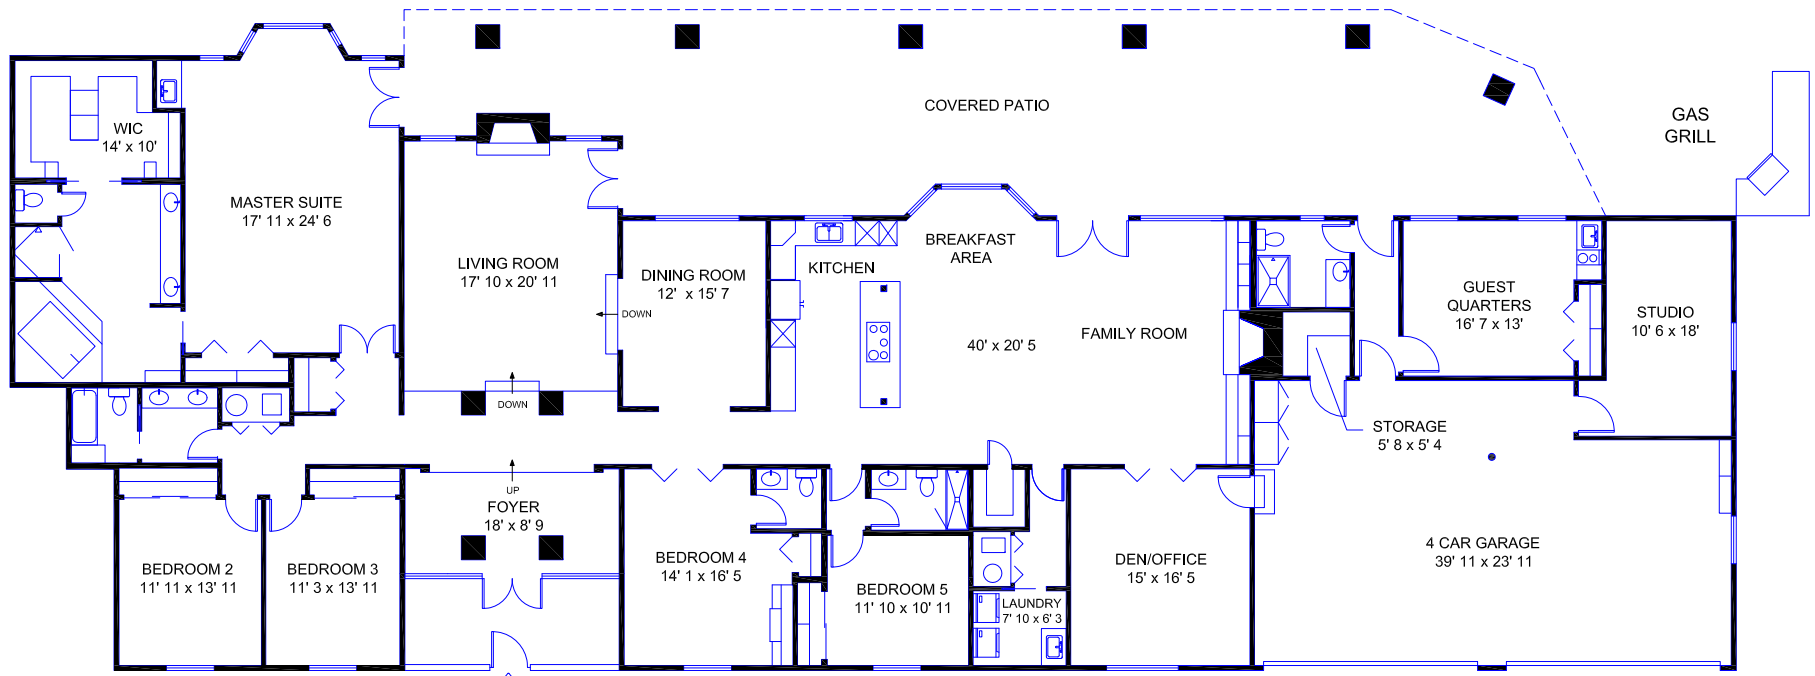 COVERED PATIO
GAS
GRILL
WIC
14' x 10'
MASTER SUITE
17' 11 x 24' 6
LIVING ROOM
17' 10 x 20' 11
DINING ROOM
12' x 15' 7
DOWN
DOWN
KITCHEN
BREAKFAST
AREA
FAMILY ROOM
40' x 20' 5
GUEST
QUARTERS
16' 7 x 13'
STUDIO
10' 6 x 18'
STORAGE
5' 8 x 5' 4
UP
FOYER
18' x 8' 9
BEDROOM 2
11' 11 x 13' 11
BEDROOM 3
11' 3 x 13' 11
BEDROOM 4
14' 1 x 16' 5
BEDROOM 5
11' 10 x 10' 11
LAUNDRY
7' 10 x 6' 3
DEN/OFFICE
15' x 16' 5
4 CAR GARAGE
39' 11 x 23' 11